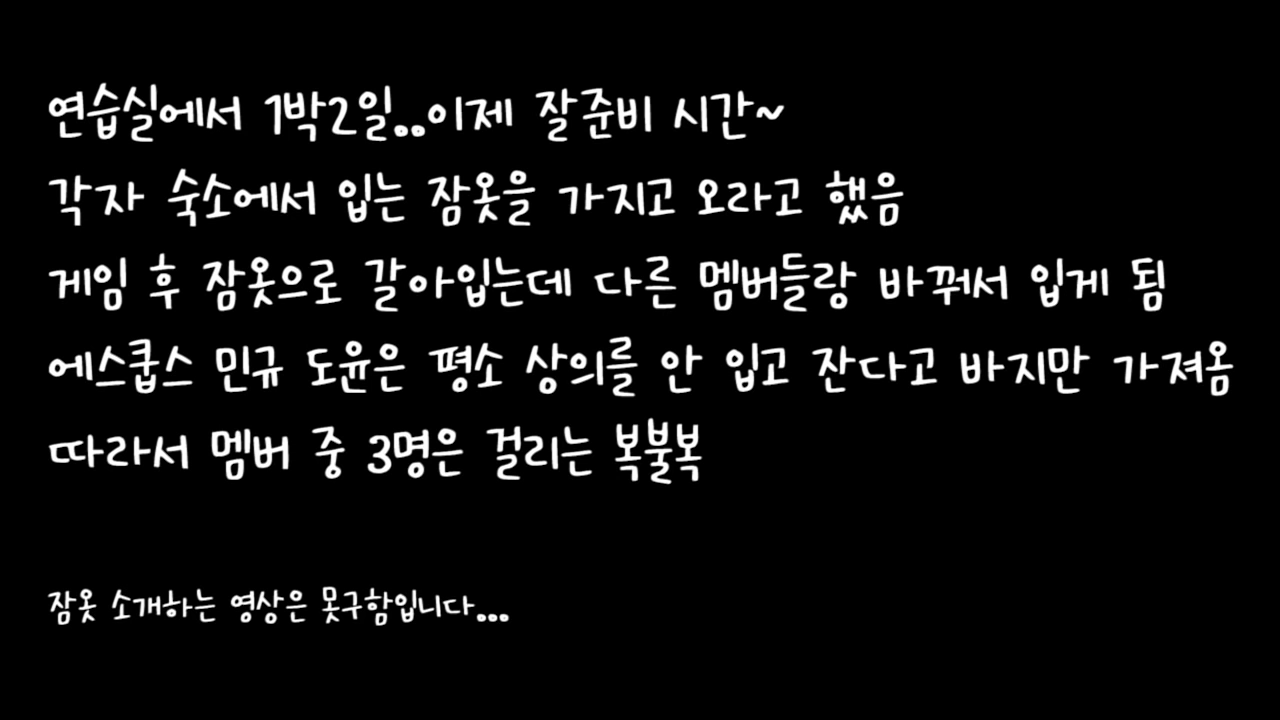 연습실에서 1박2일..이제 잘준비 시간~
각자 숙소에서 입는 잠옷을 가지고 오라고 했음
게임 후 잠옷으로 갈아입는데 다른 멤버들랑 바꿔서 입게 됨
에스쿱스 민규 도윤은 평소 상의를 안 입고 잔다고 바지만 가져옴
따라서 멤버 중 3명은 걸리는 복불복
잠옷 소개하는 영상은 못구함입니다...